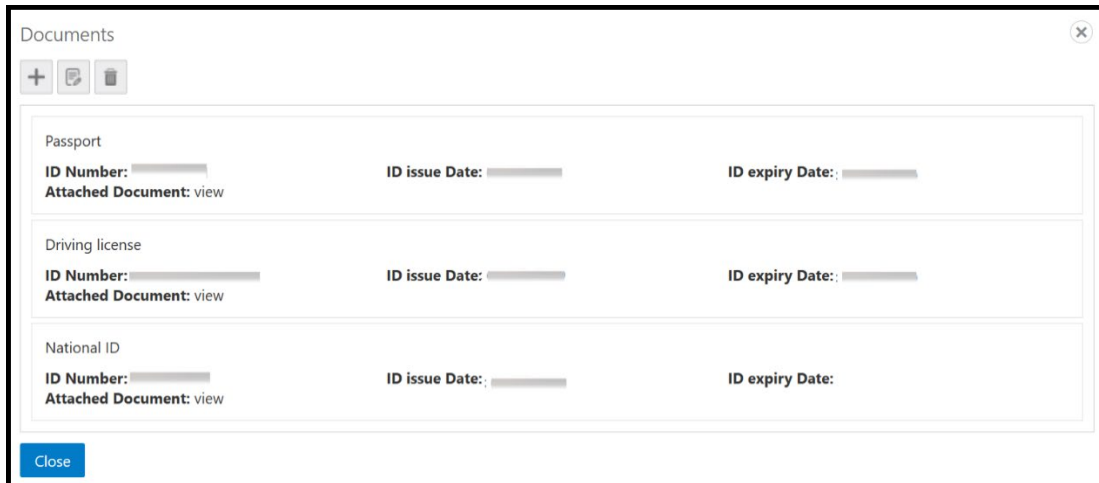 Documents
Passport
ID Number: ID issue Date: ID expiry Date:
Attached Document: view
Driving license
ID Number: ID issue Date: ID expiry Date:
Attached Document: view
National ID
ID Number: ID issue Date: ID expiry Date:
Attached Document: view
Close